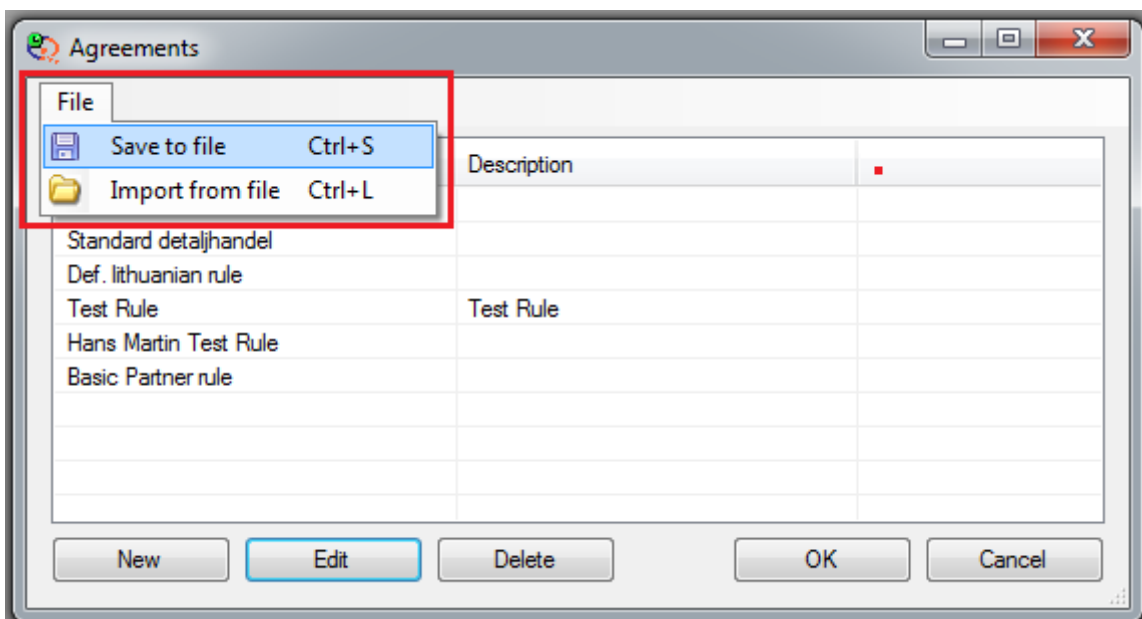 Agreements
File
Save to file Ctrl+S
Import from file Ctrl+L
Description
Standard detaljhandel
Def. lithuanian rule
Test Rule Test Rule
Hans Martin Test Rule
Basic Partner rule
New Edit Delete OK Cancel